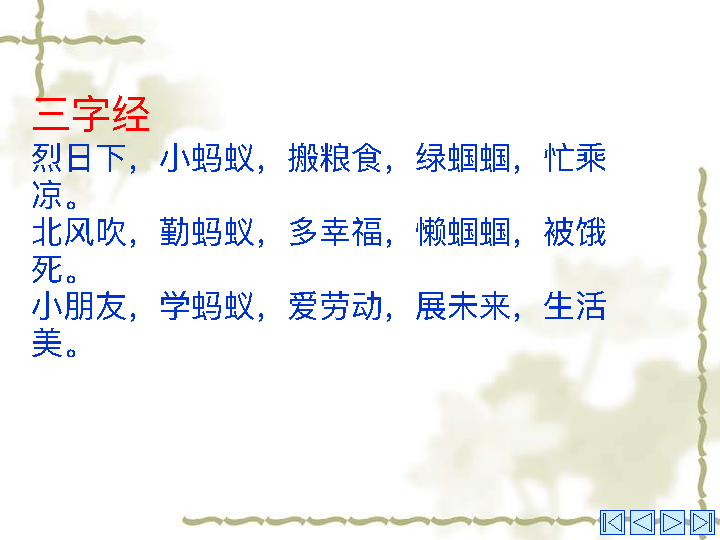 三字经
烈日下，小蚂蚁，搬粮食，绿蝈蝈，忙乘
凉。
北风吹，勤蚂蚁，多幸福，懒蝈蝈，被饿
死。
小朋友，学蚂蚁，爱劳动，展未来，生活
美。